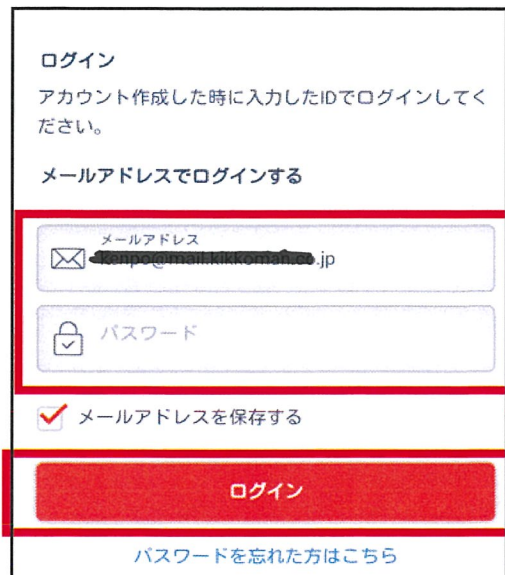 ログイン
アカウント作成した時に入力したIDでログインしてく
ださい。
メールアドレスでログインする
メールアドレス
.jp
パスワード
メールアドレスを保存する
ログイン
パスワードを忘れた方はこちら